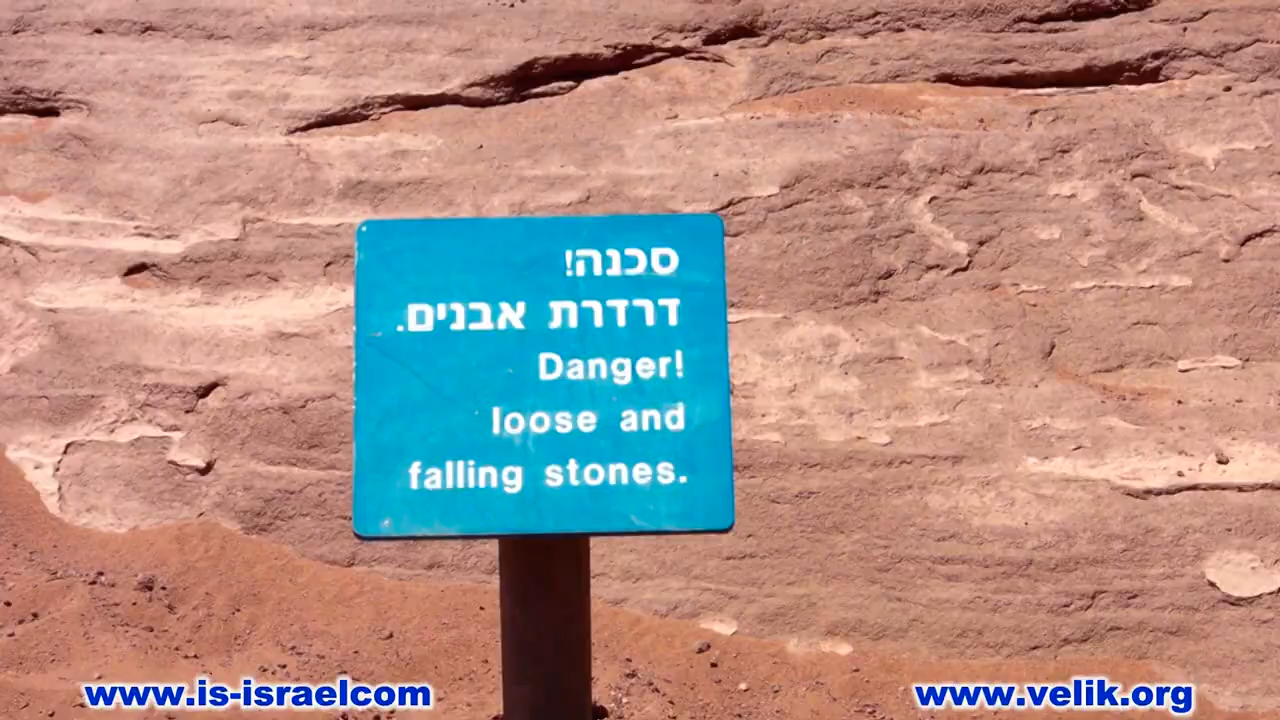 סכנה!
דרדרת אבנים.
Danger!
loose and
falling stones.
www.is-israelcom
www.velik.org